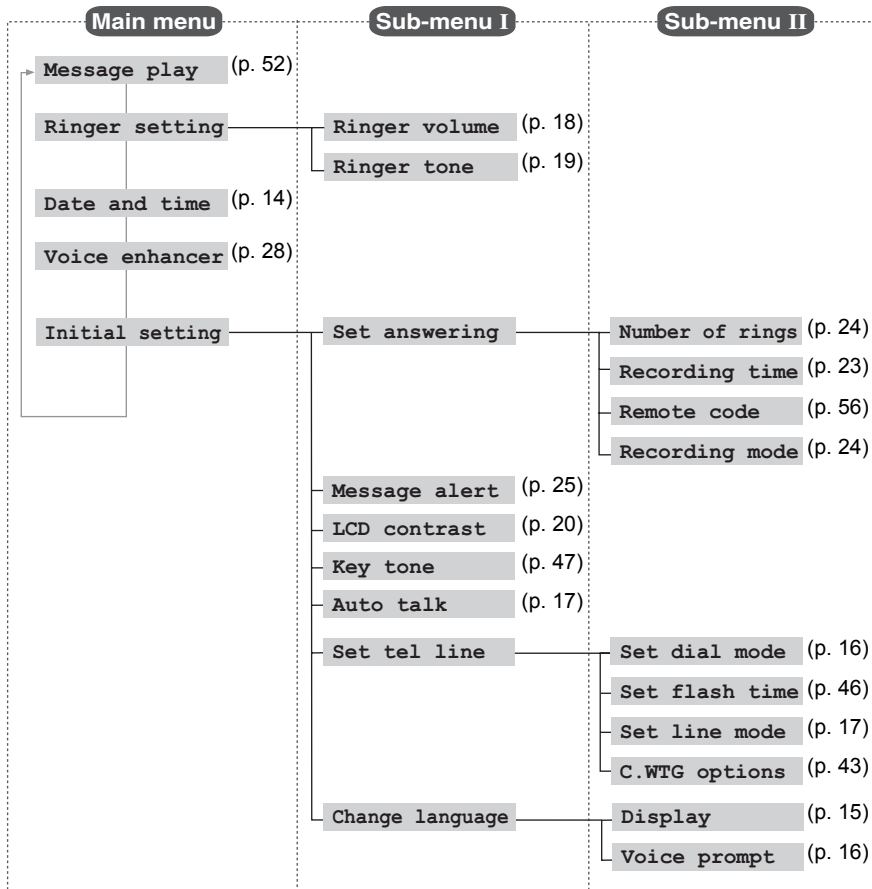 Main menu Sub-menu I Sub-menu II
Message play (p. 52)
Ringer setting Ringer volume (p. 18)
Ringer tone (p. 19)
Date and time (p. 14)
Voice enhancer (p. 28)
Initial setting Set answering Number of rings (p. 24)
Recording time (p. 23)
Remote code (p. 56)
Recording mode (p. 24)
Message alert (p. 25)
LCD contrast (p. 20)
Key tone (p. 47)
Auto talk (p. 17)
Set tel line Set dial mode (p. 16)
Set flash time (p. 46)
Set line mode (p. 17)
C.WTG options (p. 43)
Change language Display (p. 15)
Voice prompt (p. 16)